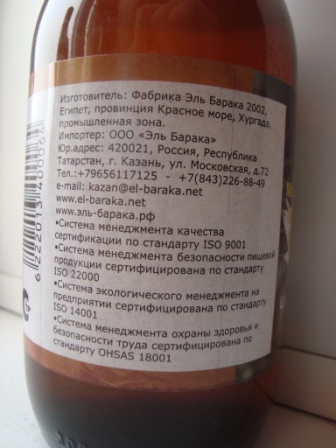 Изготовитель: Фабрика Эль Барака 2002,
Египет, провинция Красное море, Хургада,
промышленная зона.
Импортер: ООО «Эль Барака»
Юр.адрес: 420021, Россия, Республика
Татарстан, г. Казань, ул. Московская, д.72
Тел.:+79656117125 - +7(843)226-88-49
e-mail: kazan@el-baraka.net
www.el-baraka.net
www.эль-барака.рф
•Система менеджмента качества
сертификации по стандарту ISO 9001
•Система менеджмента безопасности пищевой
продукции сертифицирована по стандарту
ISO 22000
•Система экологического менеджмента на
предприятии сертифицирован по стандарту
ISO 14001
•Система менеджмента охраны здоровья и
безопасности труда сертифицирована по
стандарту OHSAS 18001